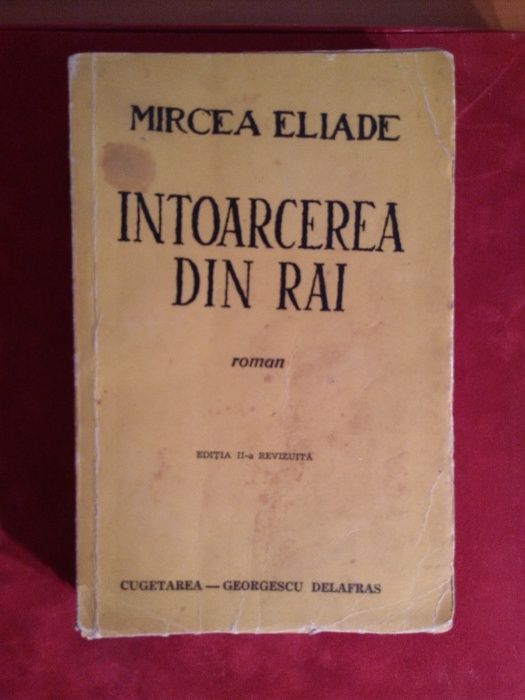 MIRCEA ELIADE
INTOARCEREA
DIN RAI
roman
EDIȚIA II-a REVIZUITĂ
CUGETAREA — GEORGESCU DELAFRAS